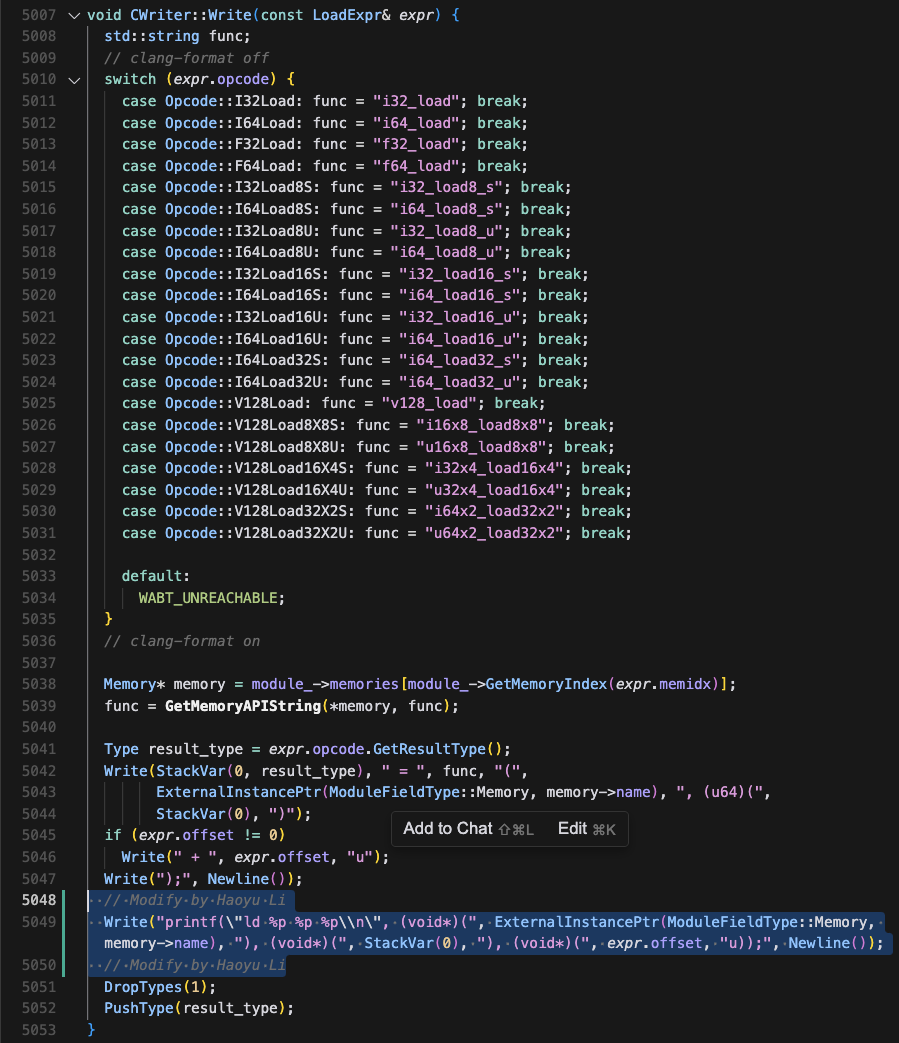 5007 void CWriter::Write(const LoadExpr& expr) {
5008   std::string func;
5009   // clang-format off
5010   switch (expr.opcode) {
5011     case Opcode::I32Load: func = "i32_load"; break;
5012     case Opcode::I64Load: func = "i64_load"; break;
5013     case Opcode::F32Load: func = "f32_load"; break;
5014     case Opcode::F64Load: func = "f64_load"; break;
5015     case Opcode::I32Load8S: func = "i32_load8_s"; break;
5016     case Opcode::I64Load8S: func = "i64_load8_s"; break;
5017     case Opcode::I32Load8U: func = "i32_load8_u"; break;
5018     case Opcode::I64Load8U: func = "i64_load8_u"; break;
5019     case Opcode::I32Load16S: func = "i32_load16_s"; break;
5020     case Opcode::I64Load16S: func = "i64_load16_s"; break;
5021     case Opcode::I32Load16U: func = "i32_load16_u"; break;
5022     case Opcode::I64Load16U: func = "i64_load16_u"; break;
5023     case Opcode::I64Load32S: func = "i64_load32_s"; break;
5024     case Opcode::I64Load32U: func = "i64_load32_u"; break;
5025     case Opcode::V128Load: func = "v128_load"; break;
5026     case Opcode::V128Load8X8S: func = "i16x8_load8x8"; break;
5027     case Opcode::V128Load8X8U: func = "u16x8_load8x8"; break;
5028     case Opcode::V128Load16X4S: func = "i32x4_load16x4"; break;
5029     case Opcode::V128Load16X4U: func = "u32x4_load16x4"; break;
5030     case Opcode::V128Load32X2S: func = "i64x2_load32x2"; break;
5031     case Opcode::V128Load32X2U: func = "u64x2_load32x2"; break;
5032
5033     default:
5034       WABT_UNREACHABLE;
5035   }
5036   // clang-format on
5037
5038   Memory* memory = module_->memories[module_->GetMemoryIndex(expr.memidx)];
5039   func = GetMemoryAPIString(*memory, func);
5040
5041   Type result_type = expr.opcode.GetResultType();
5042   Write(StackVar(0, result_type), " = ", func, "(",
5043         ExternalInstancePtr(ModuleFieldType::Memory, memory->name), ", (u64)(",
5044         StackVar(0), ")");
Add to Chat ⇧⌘L Edit ⌘K
5045   if (expr.offset != 0)
5046     Write(" + ", expr.offset, "u");
5047   Write(");", Newline());
5048   // Modify by Haoyu Li
5049   Write("printf(\"ld %p %p %p\\n\", (void*)(", ExternalInstancePtr(ModuleFieldType::Memory,
memory->name), "), (void*)(", StackVar(0), "), (void*)(", expr.offset, "u));", Newline());
5050   // Modify by Haoyu Li
5051   DropTypes(1);
5052   PushType(result_type);
5053 }